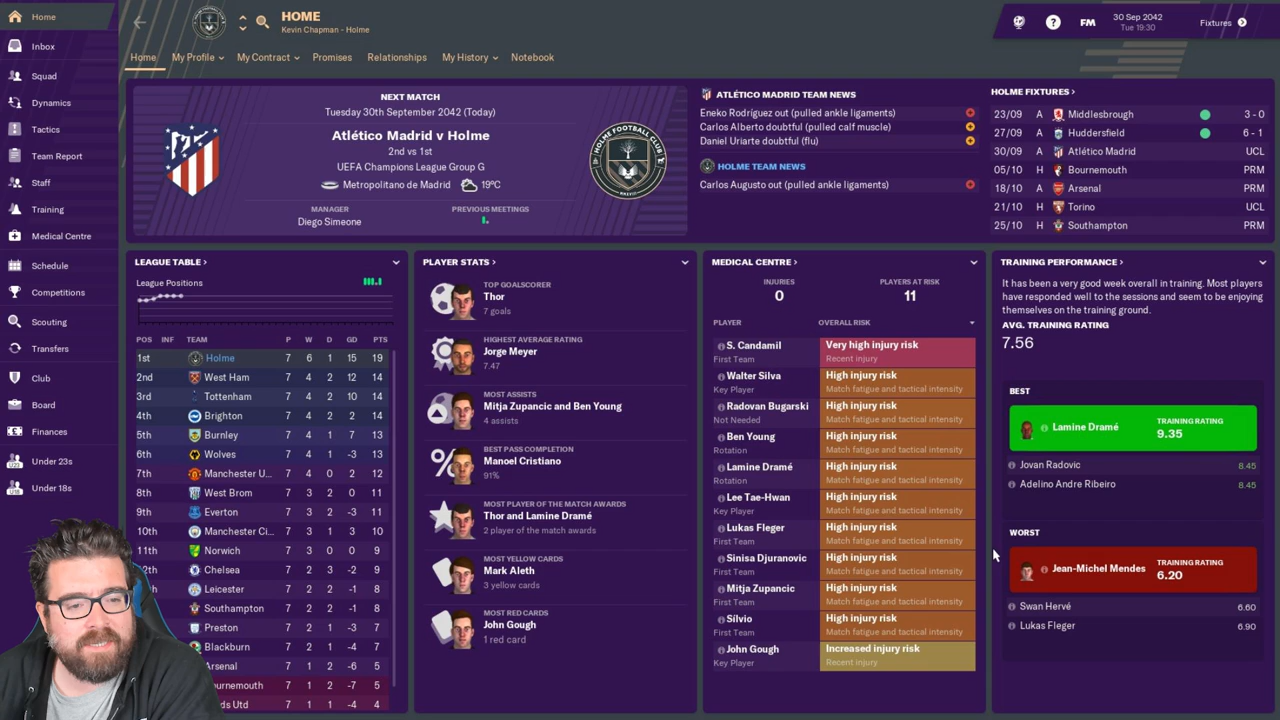 Home
Inbox
Squad
Dynamics
Tactics
Team Report
Staff
Training
Medical Centre
Schedule
Competitions
Scouting
Transfers
Club
Board
Finances
Under 23s
Under 18s
HOME
Kevin Chapman - Holme
FM
30 Sep 2042
Tue 19:30
Fixtures
Home My Profile My Contract Promises Relationships My History Notebook
NEXT MATCH
Tuesday 30th September 2042 (Today)
Atlético Madrid v Holme
2nd vs 1st
UEFA Champions League Group G
Metropolitano de Madrid 19°C
MANAGER
Diego Simeone
PREVIOUS MEETINGS
HOLME FOOTBALL CLUB
ATLÉTICO MADRID TEAM NEWS
Eneko Rodríguez out (pulled ankle ligaments)
Carlos Alberto doubtful (pulled calf muscle)
Daniel Uriarte doubtful (flu)
HOLME TEAM NEWS
Carlos Augusto out (pulled ankle ligaments)
HOLME FIXTURES >
23/09 A Middlesbrough 3 - 0
27/09 A Huddersfield 6 - 1
30/09 A Atlético Madrid UCL
05/10 H Bournemouth PRM
18/10 A Arsenal PRM
21/10 H Torino UCL
25/10 H Southampton PRM
LEAGUE TABLE >
League Positions
POS INF TEAM P W D GD PTS
1st Holme 7 6 1 15 19
2nd West Ham 7 4 2 12 14
3rd Tottenham 7 4 2 10 14
4th Brighton 7 4 2 2 14
5th Burnley 7 4 1 7 13
6th Wolves 7 4 1 -3 13
7th Manchester U... 7 4 0 2 12
8th West Brom 7 3 2 0 11
9th Everton 7 3 2 -3 11
10th Manchester Ci... 7 3 1 3 10
11th Norwich 7 3 0 0 9
th Chelsea 7 2 3 -2 9
Leicester 7 2 2 -1 8
Southampton 7 2 2 -1 8
Preston 7 2 1 -3 7
Blackburn 7 2 1 -4 7
Arsenal 7 1 2 -6 5
ournemouth 7 1 2 -7 5
ds Utd 7 1 1 -4 4
PLAYER STATS >
TOP GOALSCORER
Thor
7 goals
HIGHEST AVERAGE RATING
Jorge Meyer
7.47
MOST ASSISTS
Mitja Zupancic and Ben Young
4 assists
BEST PASS COMPLETION
Manoel Cristiano
91%
MOST PLAYER OF THE MATCH AWARDS
Thor and Lamine Dramé
2 player of the match awards
MOST YELLOW CARDS
Mark Aleth
3 yellow cards
MOST RED CARDS
John Gough
1 red card
MEDICAL CENTRE >
INJURIES
0
PLAYERS AT RISK
11
PLAYER OVERALL RISK
S. Candamil Very high injury risk
First Team Recent injury
Walter Silva High injury risk
Key Player Match fatigue and tactical intensity
Radovan Bugarski High injury risk
Not Needed Match fatigue and tactical intensity
Ben Young High injury risk
Rotation Match fatigue and tactical intensity
Lamine Dramé High injury risk
Rotation Match fatigue and tactical intensity
Lee Tae-Hwan High injury risk
Key Player Match fatigue and tactical intensity
Lukas Fleger High injury risk
First Team Match fatigue and tactical intensity
Sinisa Djuranovic High injury risk
First Team Match fatigue and tactical intensity
Mitja Zupancic High injury risk
First Team Match fatigue and tactical intensity
Sílvio High injury risk
First Team Match fatigue and tactical intensity
John Gough Increased injury risk
Key Player Recent injury
TRAINING PERFORMANCE >
It has been a very good week overall in training. Most players
have responded well to the sessions and seem to be enjoying
themselves on the training ground.
AVG. TRAINING RATING
7.56
BEST
Lamine Dramé TRAINING RATING
9.35
Jovan Radovic 8.45
Adelino Andre Ribeiro 8.45
WORST
Jean-Michel Mendes TRAINING RATING
6.20
Swan Hervé 6.60
Lukas Fleger 6.90